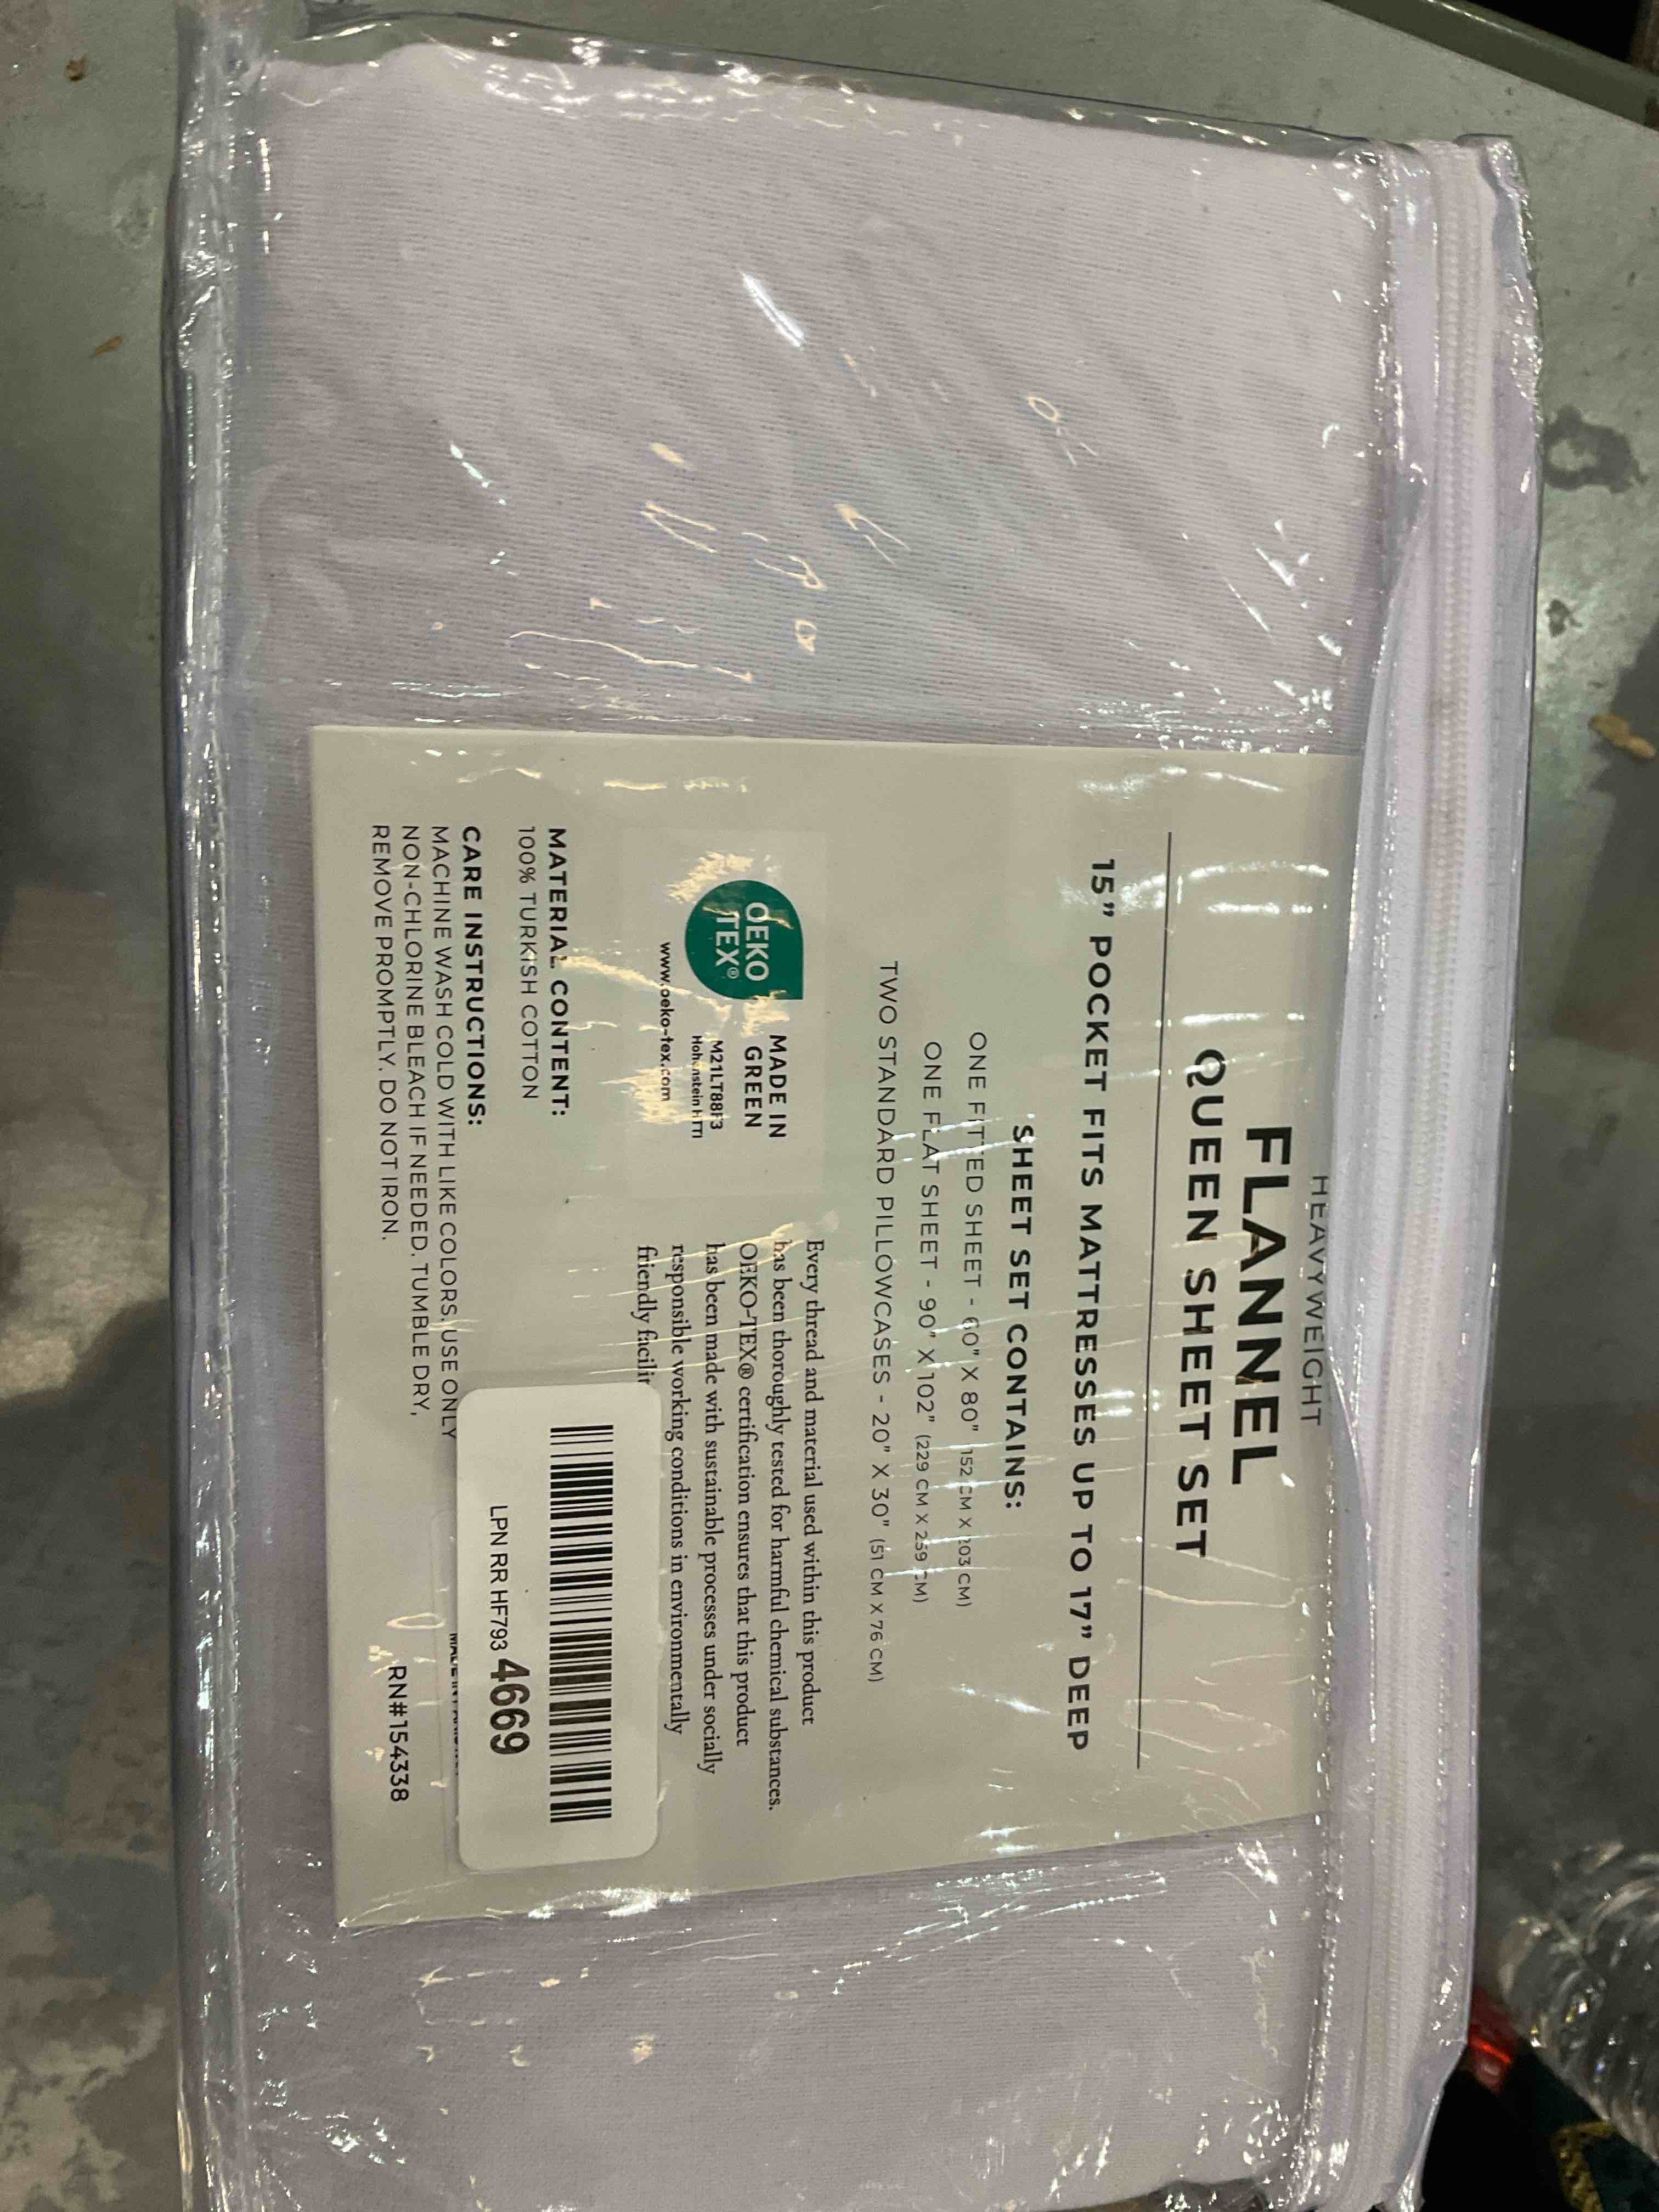 HEAVYWEIGHT
FLANNEL
QUEEN SHEET SET
15" POCKET FITS MATTRESSES UP TO 17" DEEP
SHEET SET CONTAINS:
ONE FITTED SHEET - 60" X 80" (152 CM X 203 CM)
ONE FLAT SHEET - 90" X 102" (229 CM X 259 CM)
TWO STANDARD PILLOWCASES - 20" X 30" (51 CM X 76 CM)
OEKO
TEX®
MADE IN
GREEN
Hohenstein HTTI
www.oeko-tex.com
Every thread and material used within this product
has been thoroughly tested for harmful chemical substances.
OEKO-TEX® certification ensures that this product
has been made with sustainable processes under socially
responsible working conditions in environmentally
friendly
MATERIAL CONTENT:
100% TURKISH COTTON
CARE INSTRUCTIONS:
MACHINE WASH COLD WITH LIKE COLORS. USE ONLY
NON-CHLORINE BLEACH IF NEEDED. TUMBLE DRY,
REMOVE PROMPTLY. DO NOT IRON.
LPN RR HF793 4669
RN#154338